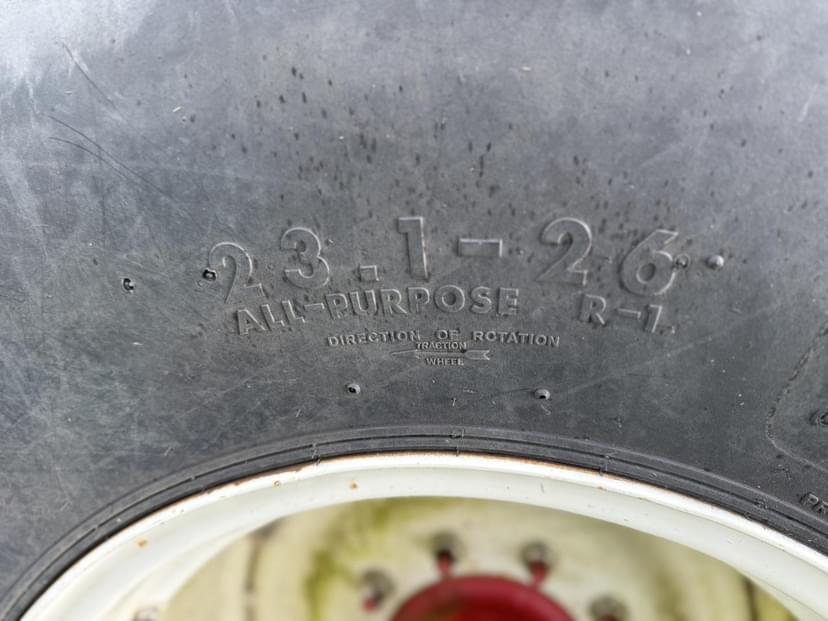 23.1-26
ALL-PURPOSE R-1
DIRECTION OF ROTATION
TRACTION
WHEEL